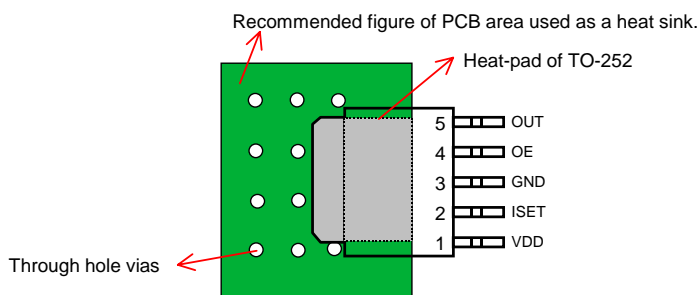 Recommended figure of PCB area used as a heat sink.
Heat-pad of TO-252
5 OUT
4 OE
3 GND
2 ISET
1 VDD
Through hole vias